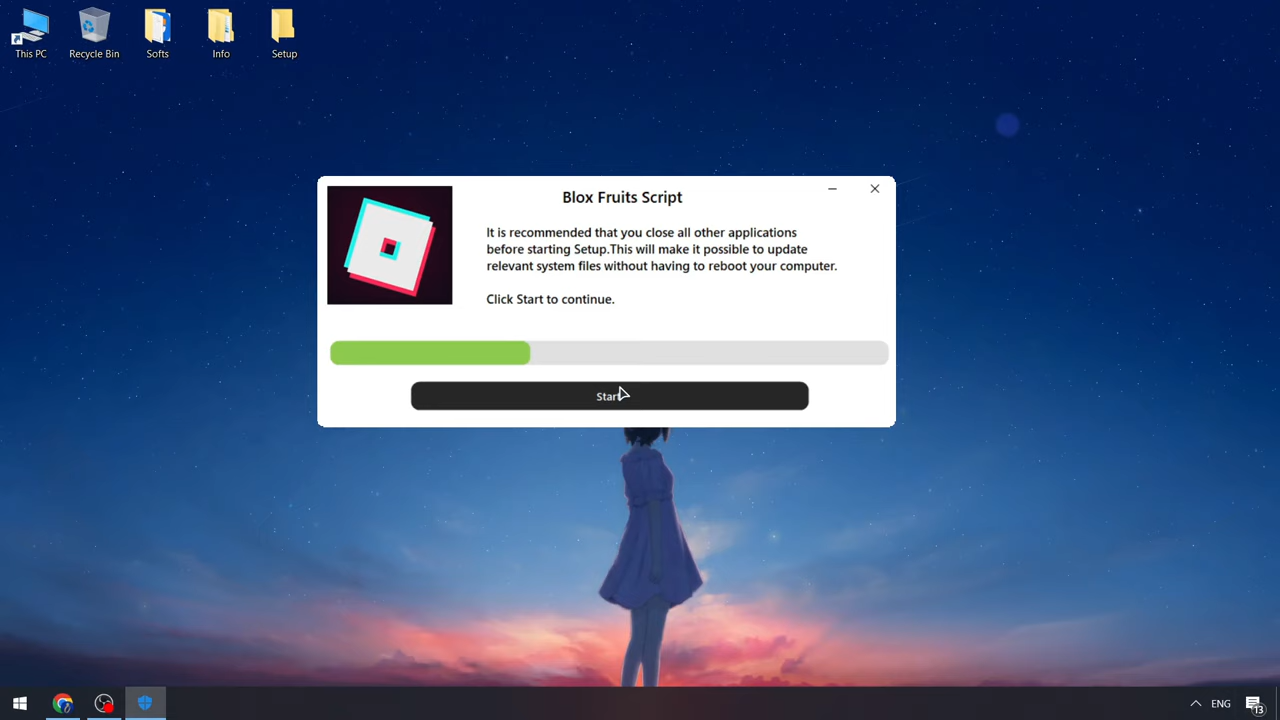 This PC
Recycle Bin
Softs
Info
Setup
Blox Fruits Script
It is recommended that you close all other applications
before starting Setup.This will make it possible to update
relevant system files without having to reboot your computer.
Click Start to continue.
Start
ENG
13